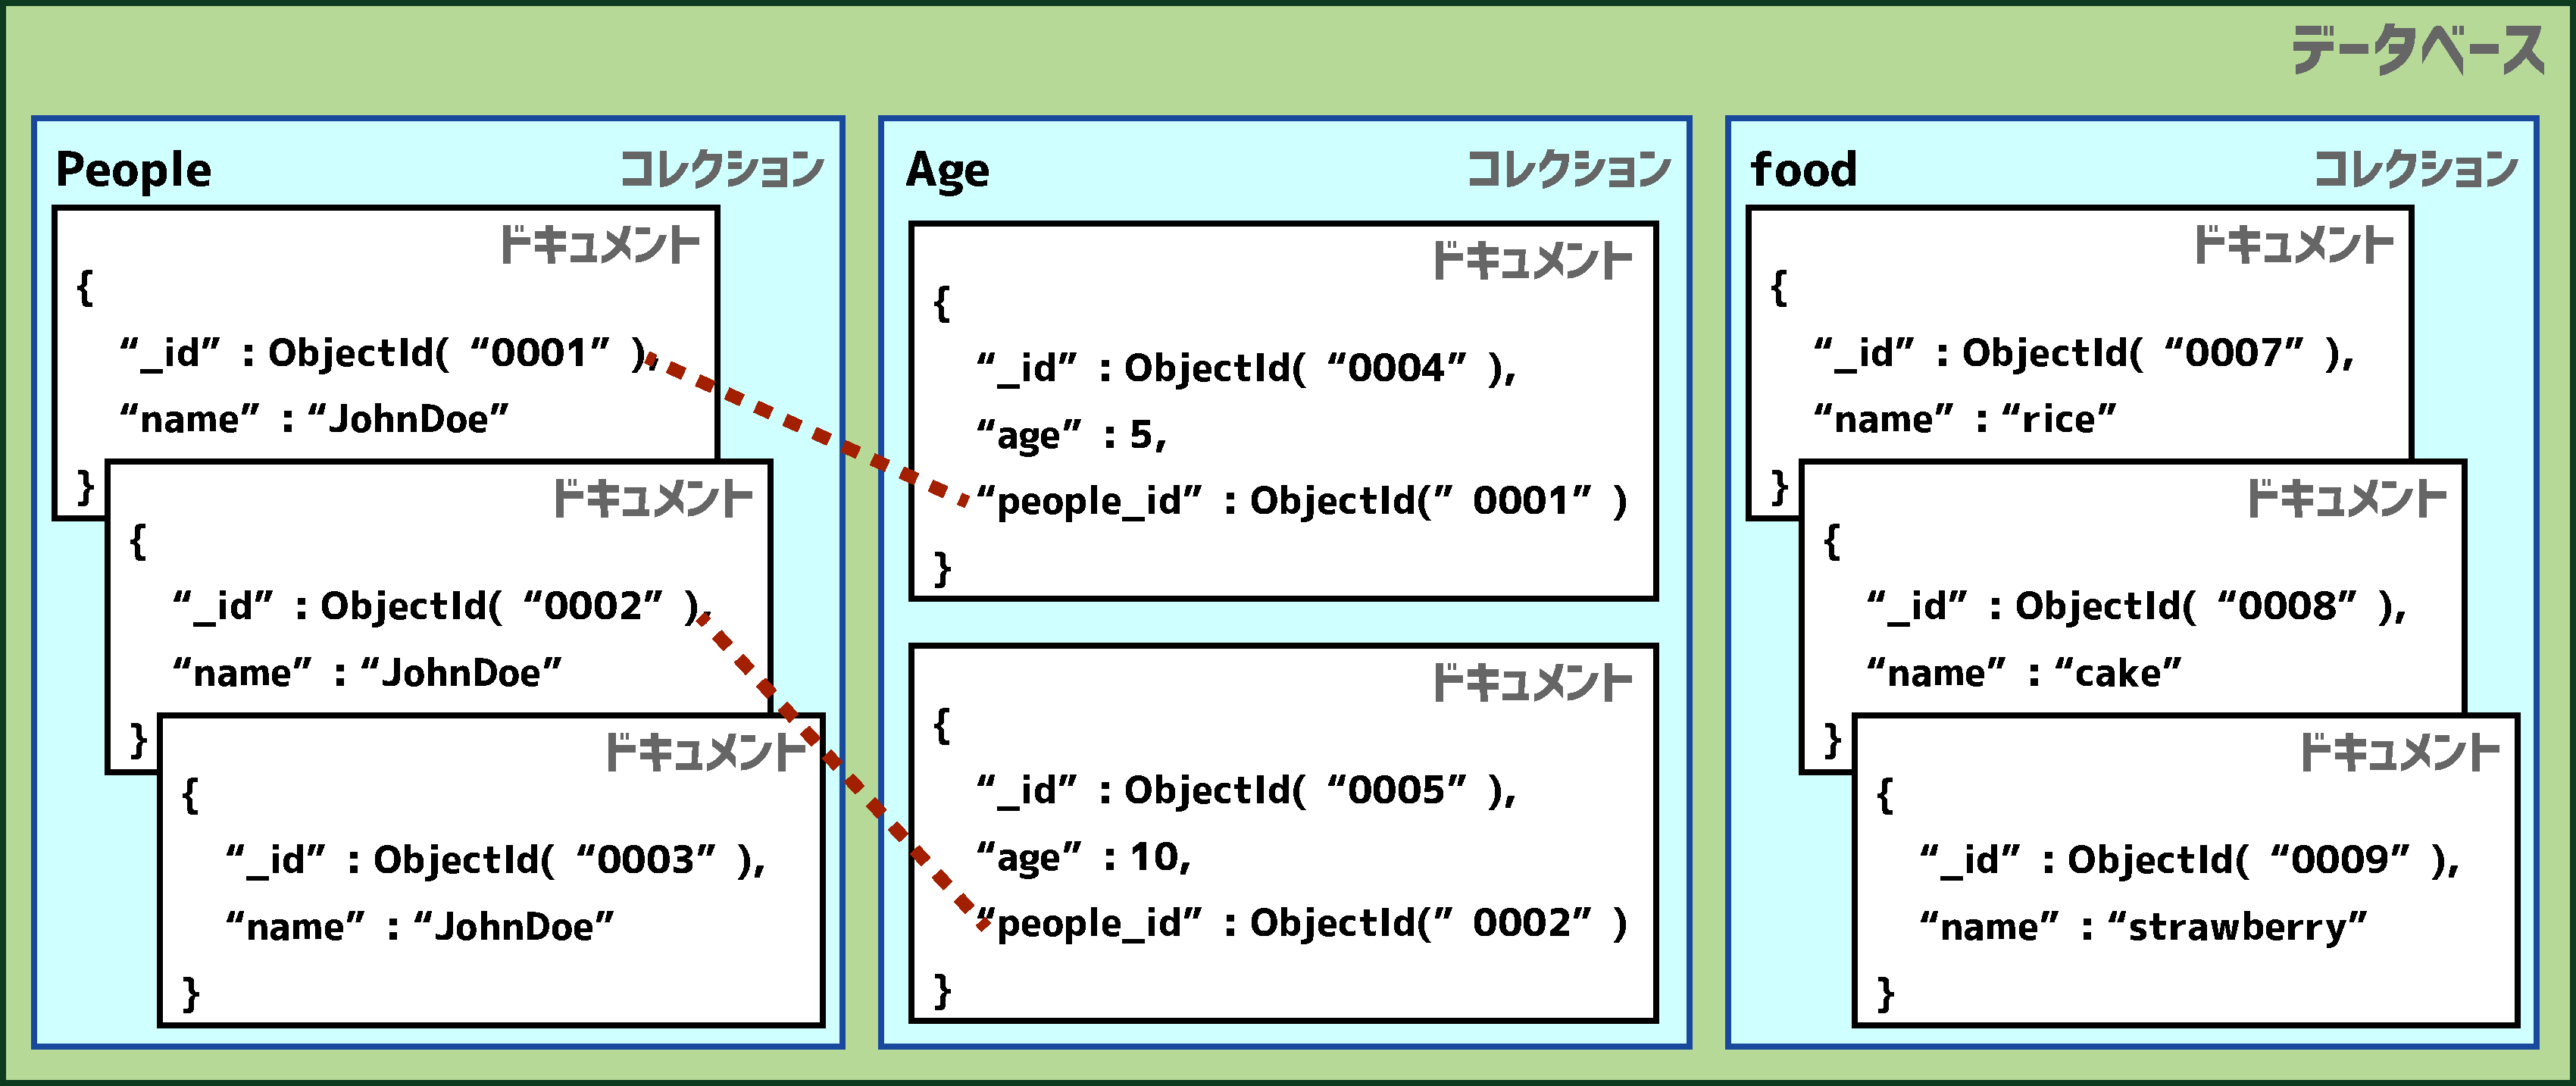 データベース
People
コレクション
ドキュメント
{
“_id” : ObjectId( “0001” ),
“name” : “JohnDoe”
}
ドキュメント
{
“_id” : ObjectId( “0002” ),
“name” : “JohnDoe”
}
ドキュメント
{
“_id” : ObjectId( “0003” ),
“name” : “JohnDoe”
}
Age
コレクション
ドキュメント
{
“_id” : ObjectId( “0004” ),
“age” : 5,
“people_id” : ObjectId(” 0001” )
}
ドキュメント
{
“_id” : ObjectId( “0005” ),
“age” : 10,
“people_id” : ObjectId(” 0002” )
}
food
コレクション
ドキュメント
{
“_id” : ObjectId( “0007” ),
“name” : “rice”
}
ドキュメント
{
“_id” : ObjectId( “0008” ),
“name” : “cake”
}
ドキュメント
{
“_id” : ObjectId( “0009” ),
“name” : “strawberry”
}